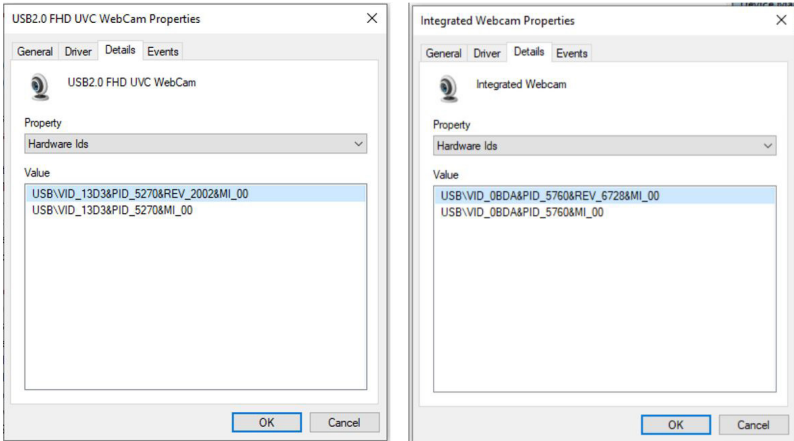 USB2.0 FHD UVC WebCam Properties
General Driver Details Events
USB2.0 FHD UVC WebCam
Property
Hardware Ids
Value
USB\VID_13D3&PID_5270&REV_2002&MI_00
USB\VID_13D3&PID_5270&MI_00
OK Cancel
Integrated Webcam Properties
General Driver Details Events
Integrated Webcam
Property
Hardware Ids
Value
USB\VID_0BDA&PID_5760&REV_6728&MI_00
USB\VID_0BDA&PID_5760&MI_00
OK Cancel